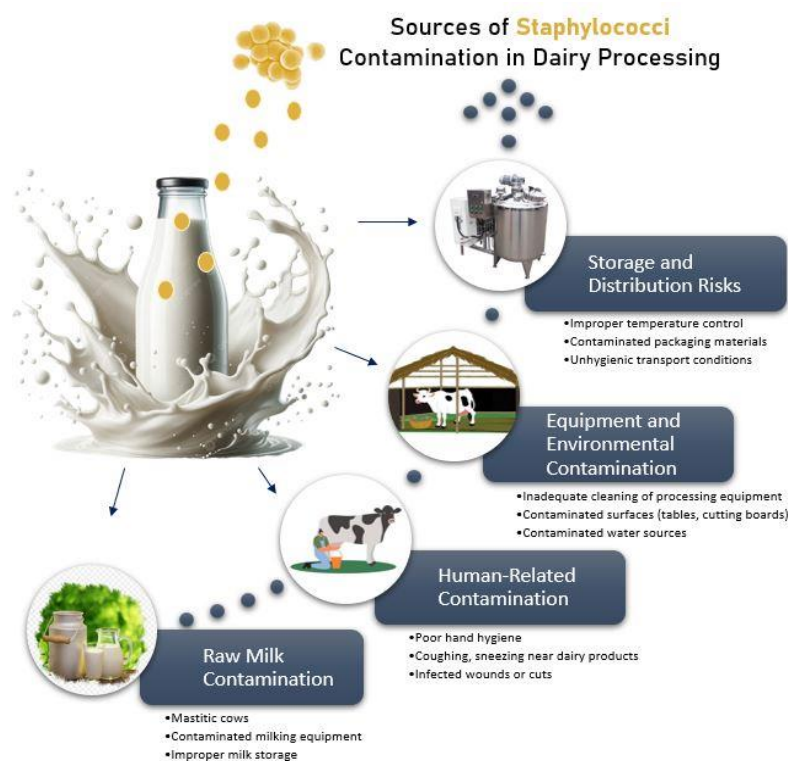 Sources of Staphylococci
Contamination in Dairy Processing
Storage and
Distribution Risks
•Improper temperature control
•Contaminated packaging materials
•Unhygienic transport conditions
Equipment and
Environmental
Contamination
•Inadequate cleaning of processing equipment
•Contaminated surfaces (tables, cutting boards)
•Contaminated water sources
Human-Related
Contamination
•Poor hand hygiene
•Coughing, sneezing near dairy products
•Infected wounds or cuts
Raw Milk
Contamination
•Mastitic cows
•Contaminated milking equipment
•Improper milk storage